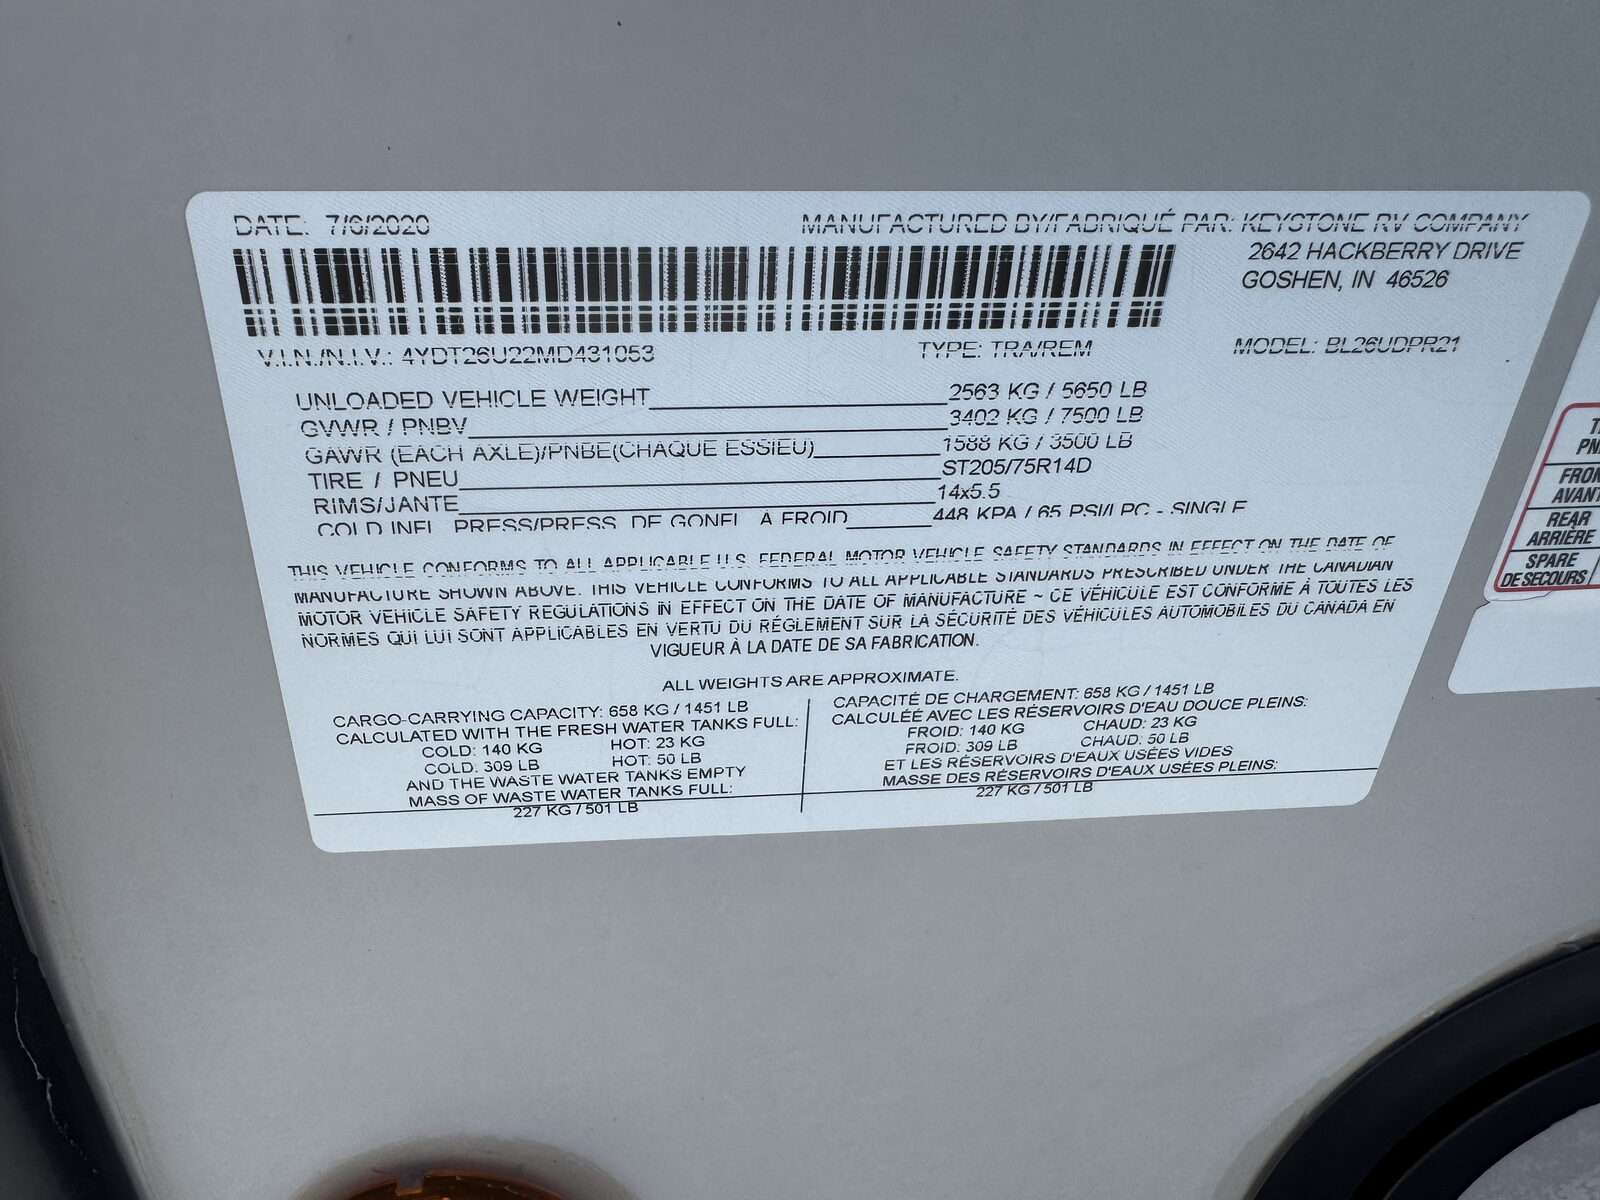 DATE: 7/6/2020
MANUFACTURED BY/FABRIQUÉ PAR: KEYSTONE RV COMPANY
2642 HACKBERRY DRIVE
GOSHEN, IN 46526
V.I.N./N.I.V.: 4YDT26U22MD431053
TYPE: TRA/REM
MODEL: BL26UDPR21
UNLOADED VEHICLE WEIGHT 2563 KG / 5650 LB
GVWR / PNBV 3402 KG / 7500 LB
GAWR (EACH AXLE)/PNBE(CHAQUE ESSIEU) 1588 KG / 3500 LB
TIRE / PNEU ST205/75R14D
RIMS/JANTE 14x5.5
COLD INFL. PRESS/PRESS. DE GONFL. À FROID 448 KPA / 65 PSI/LPC - SINGLE
THIS VEHICLE CONFORMS TO ALL APPLICABLE U.S. FEDERAL MOTOR VEHICLE SAFETY STANDARDS IN EFFECT ON THE DATE OF
MANUFACTURE SHOWN ABOVE. THIS VEHICLE CONFORMS TO ALL APPLICABLE STANDARDS PRESCRIBED UNDER THE CANADIAN
MOTOR VEHICLE SAFETY REGULATIONS IN EFFECT ON THE DATE OF MANUFACTURE ~ CE VÉHICULE EST CONFORME À TOUTES LES
NORMES QUI LUI SONT APPLICABLES EN VERTU DU RÉGLEMENT SUR LA SÉCURITÉ DES VÉHICULES AUTOMOBILES DU CANADA EN
VIGUEUR À LA DATE DE SA FABRICATION.
ALL WEIGHTS ARE APPROXIMATE.
CARGO-CARRYING CAPACITY: 658 KG / 1451 LB
CALCULATED WITH THE FRESH WATER TANKS FULL:
COLD: 140 KG HOT: 23 KG
COLD: 309 LB HOT: 50 LB
AND THE WASTE WATER TANKS EMPTY
MASS OF WASTE WATER TANKS FULL:
227 KG / 501 LB
CAPACITÉ DE CHARGEMENT: 658 KG / 1451 LB
CALCULÉÉ AVEC LES RÉSERVOIRS D'EAU DOUCE PLEINS:
FROID: 140 KG CHAUD: 23 KG
FROID: 309 LB CHAUD: 50 LB
ET LES RÉSERVOIRS D'EAUX USÉES VIDES
MASSE DES RÉSERVOIRS D'EAUX USÉES PLEINS:
227 KG / 501 LB
REAR
ARRIÈRE
SPARE
DE SECOURS